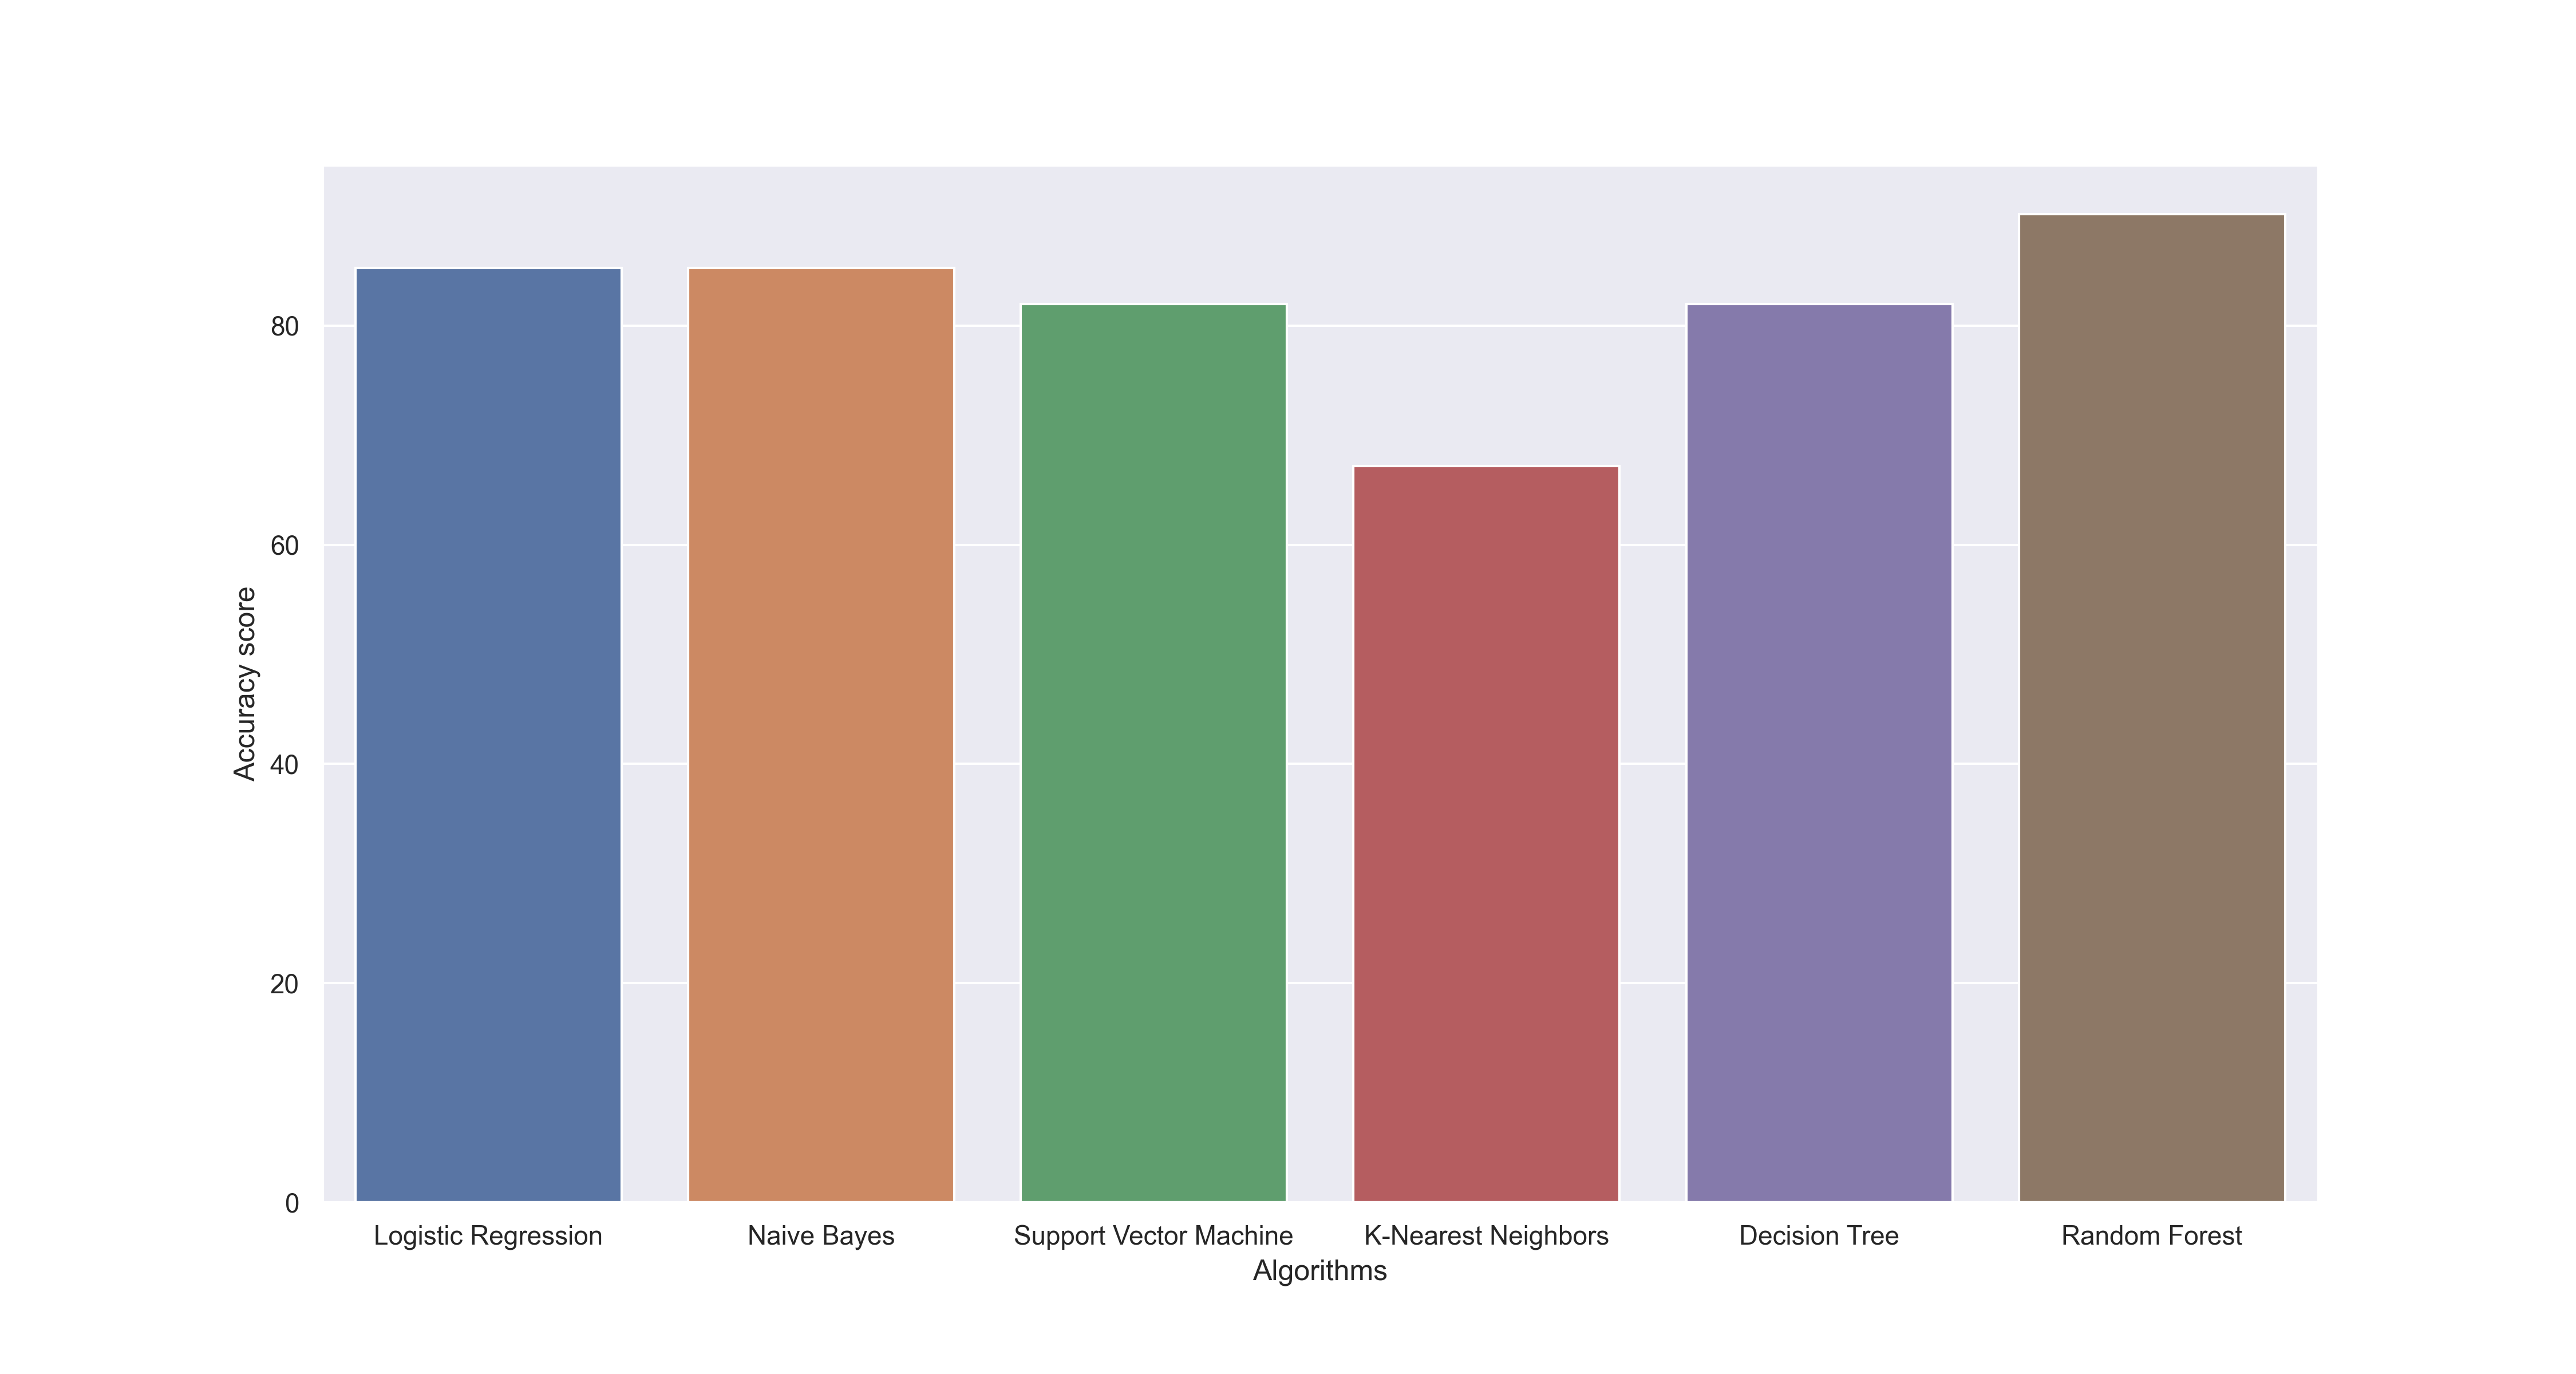 80
60
40
20
0
Accuracy score
Logistic Regression
Naive Bayes
Support Vector Machine
K-Nearest Neighbors
Decision Tree
Random Forest
Algorithms